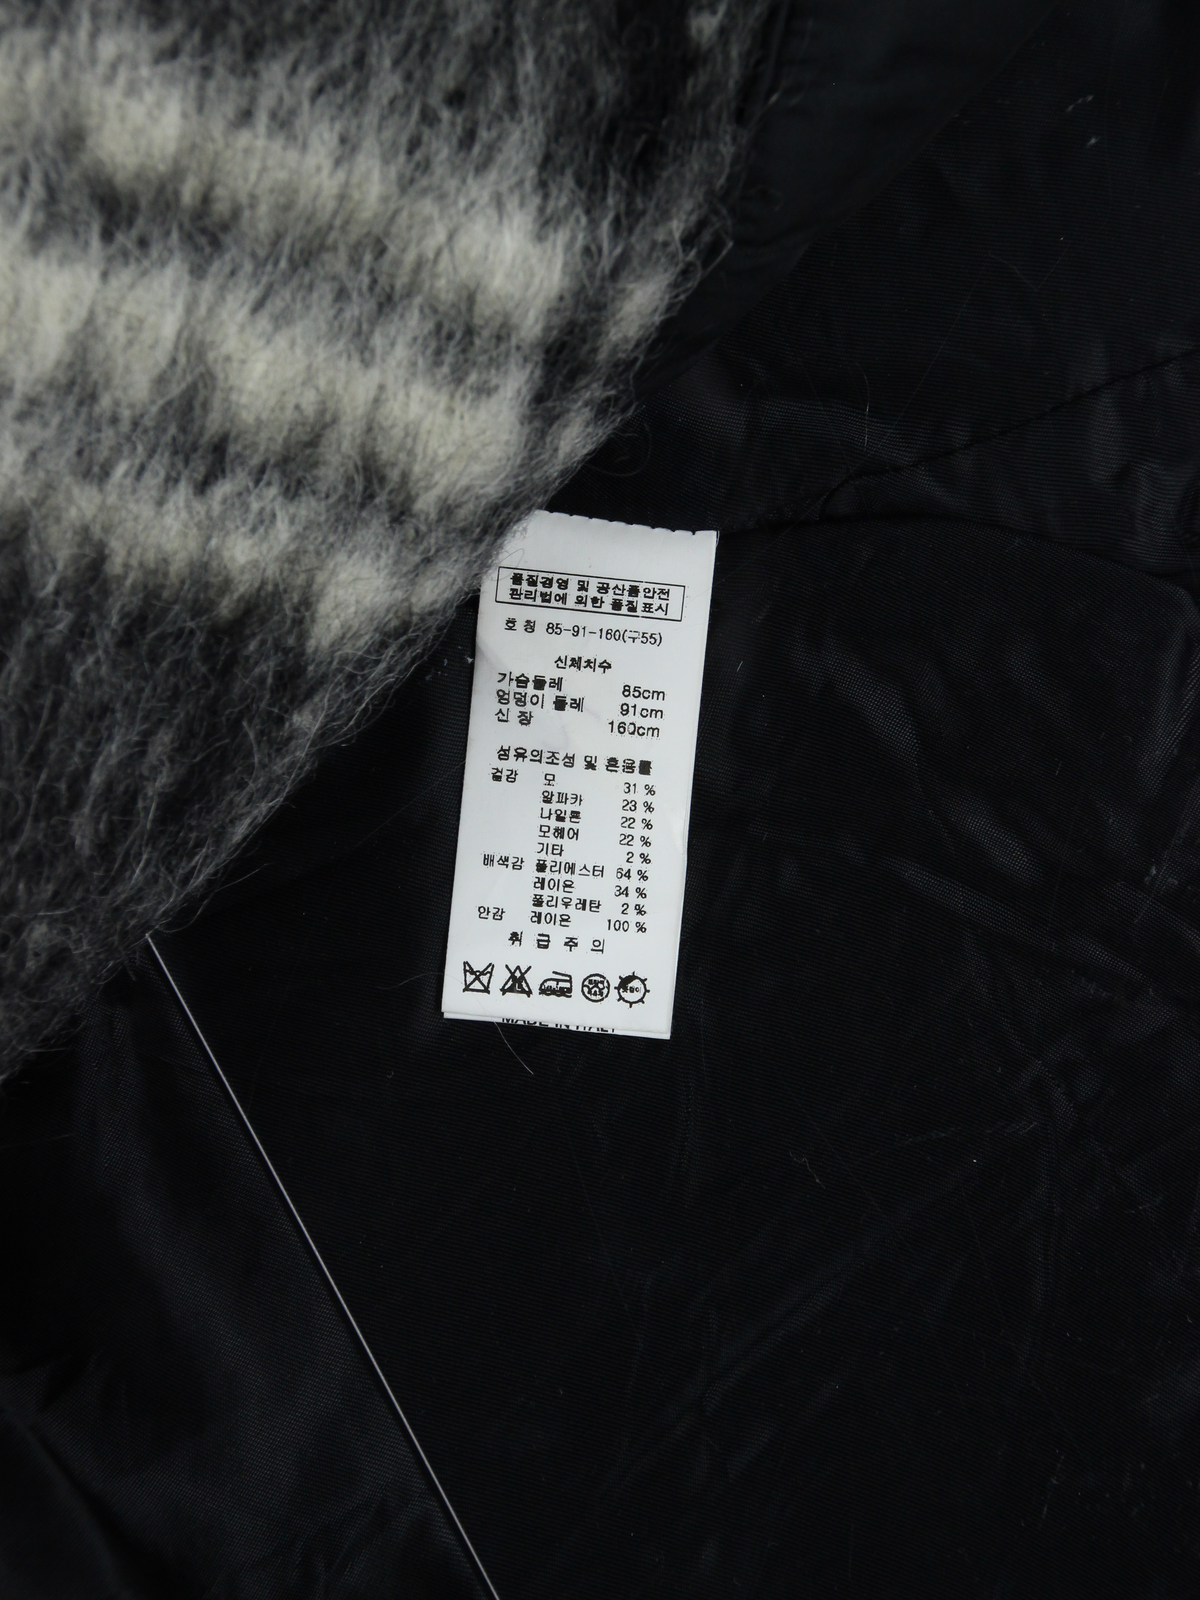 품질경영 및 공산품안전
관리법에 의한 품질표시
호 칭 85-91-160(구55)
신체치수
가슴둘레 85cm
엉덩이 둘레 91cm
신 장 160cm
섬유의조성 및 혼용률
겉감 모 31 %
알파카 23 %
나일론 22 %
모헤어 22 %
기타 2 %
배색감 폴리에스터 64 %
레이온 34 %
폴리우레탄 2 %
안감 레이온 100 %
취 급 주 의
MADE IN ITALY